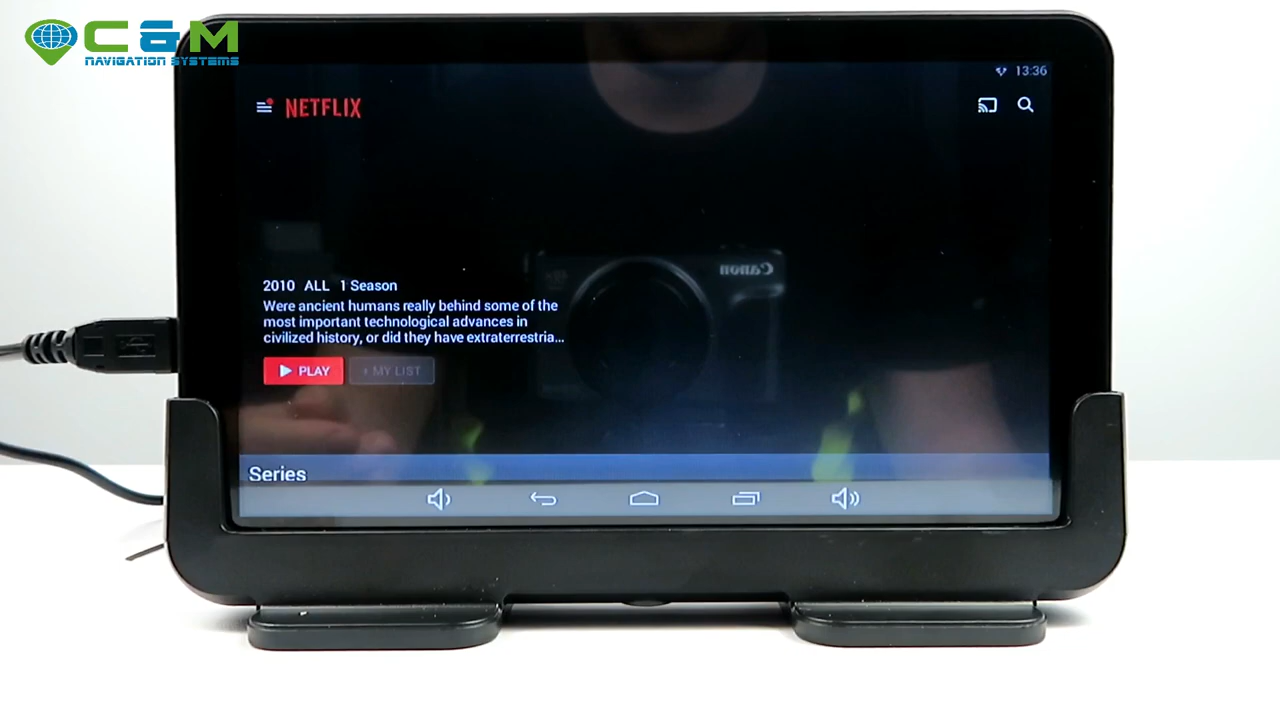 C & M
NAVIGATION SYSTEMS
13:36
NETFLIX
Canon
2010 ALL 1 Season
Were ancient humans really behind some of the
most important technological advances in
civilized history, or did they have extraterrestria...
PLAY
+ MY LIST
Series